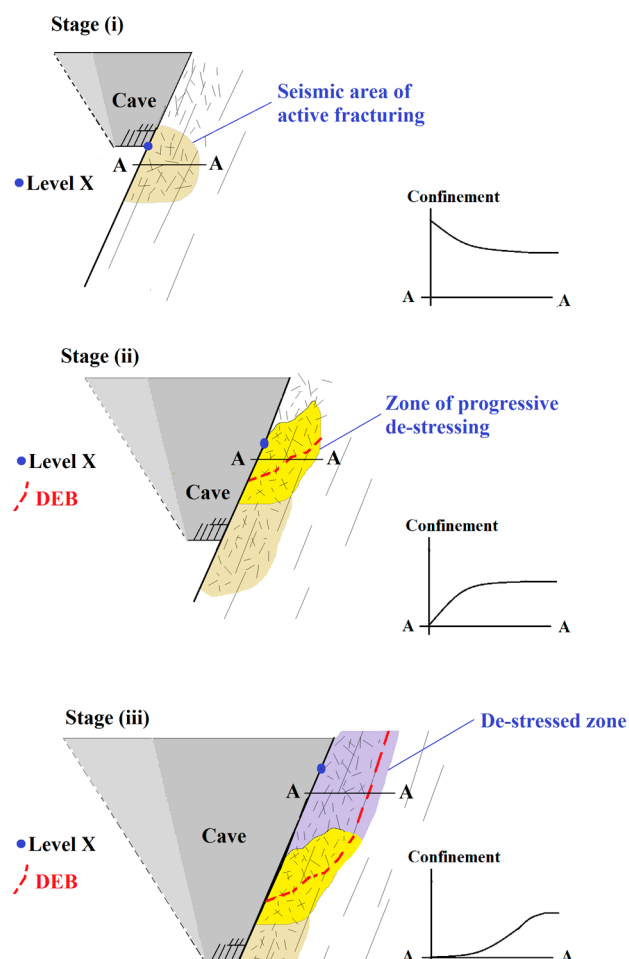 Stage (i)
Cave
Seismic area of
active fracturing
A A
Level X
Confinement
A A
Stage (ii)
Zone of progressive
de-stressing
A A
Level X
DEB
Cave
Confinement
A A
Stage (iii)
De-stressed zone
A A
Cave
Level X
DEB
Confinement
A A